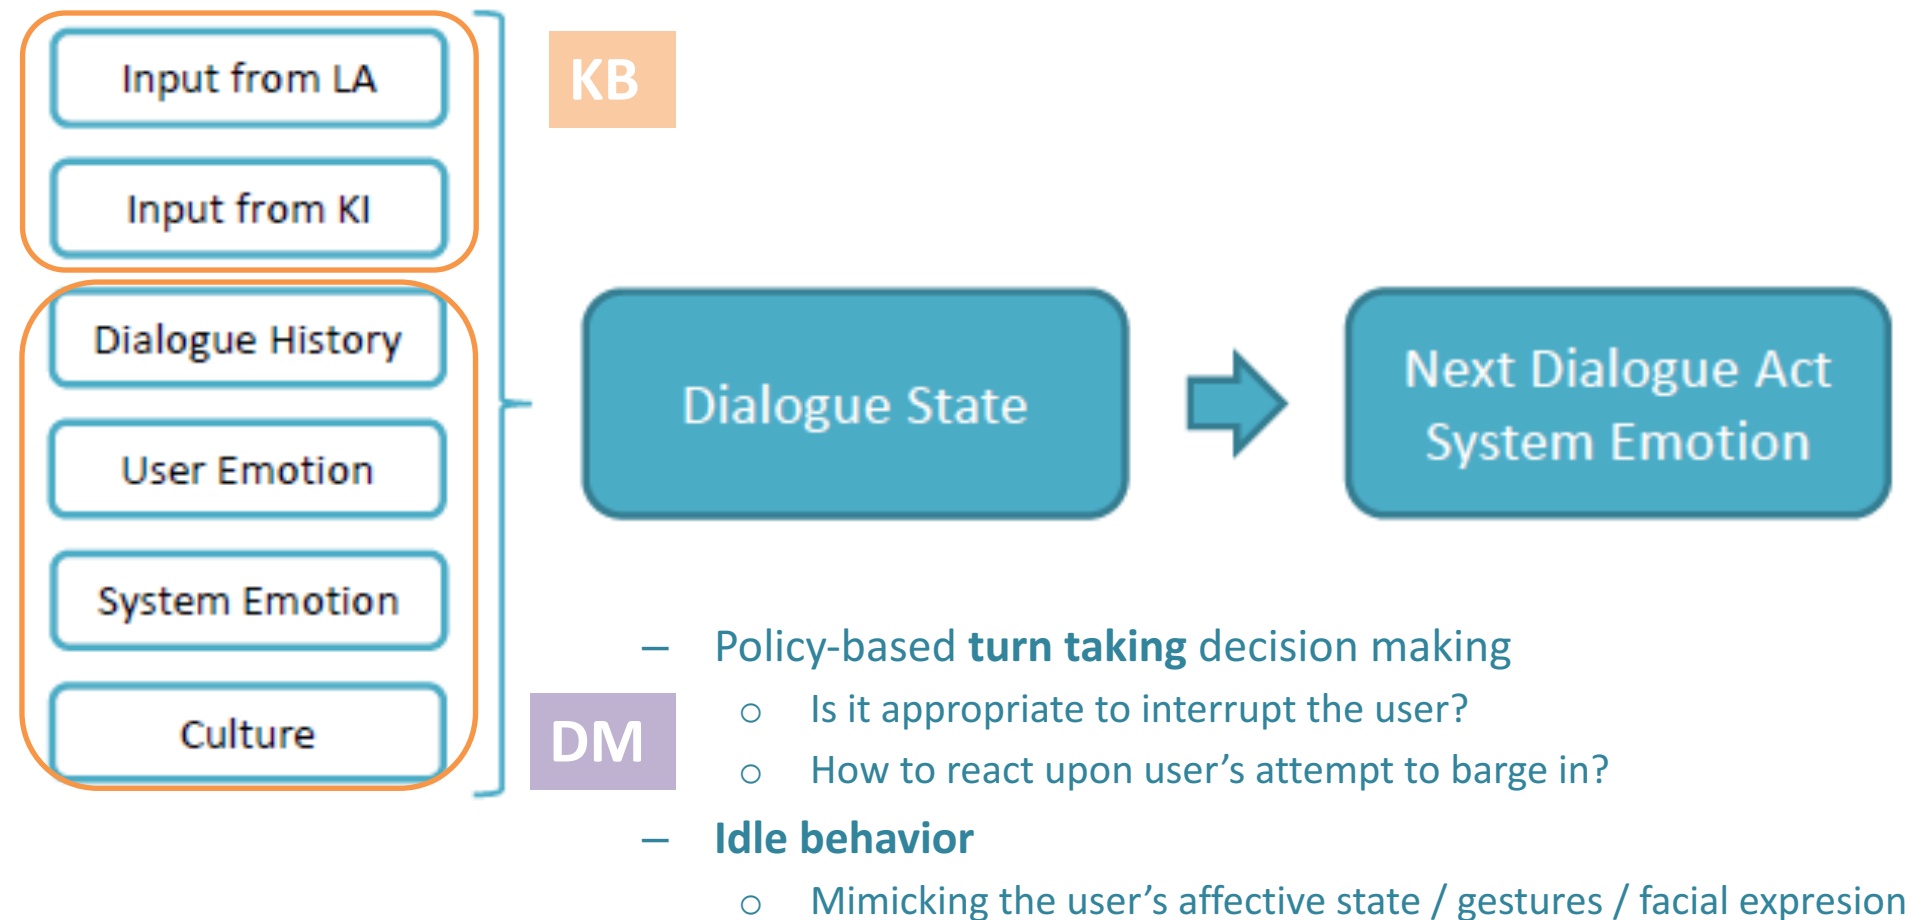 Input from LA
Input from KI
Dialogue History
User Emotion
System Emotion
Culture
KB
DM
Dialogue State
Next Dialogue Act
System Emotion
– Policy-based turn taking decision making
o Is it appropriate to interrupt the user?
o How to react upon user’s attempt to barge in?
– Idle behavior
o Mimicking the user’s affective state / gestures / facial expresion